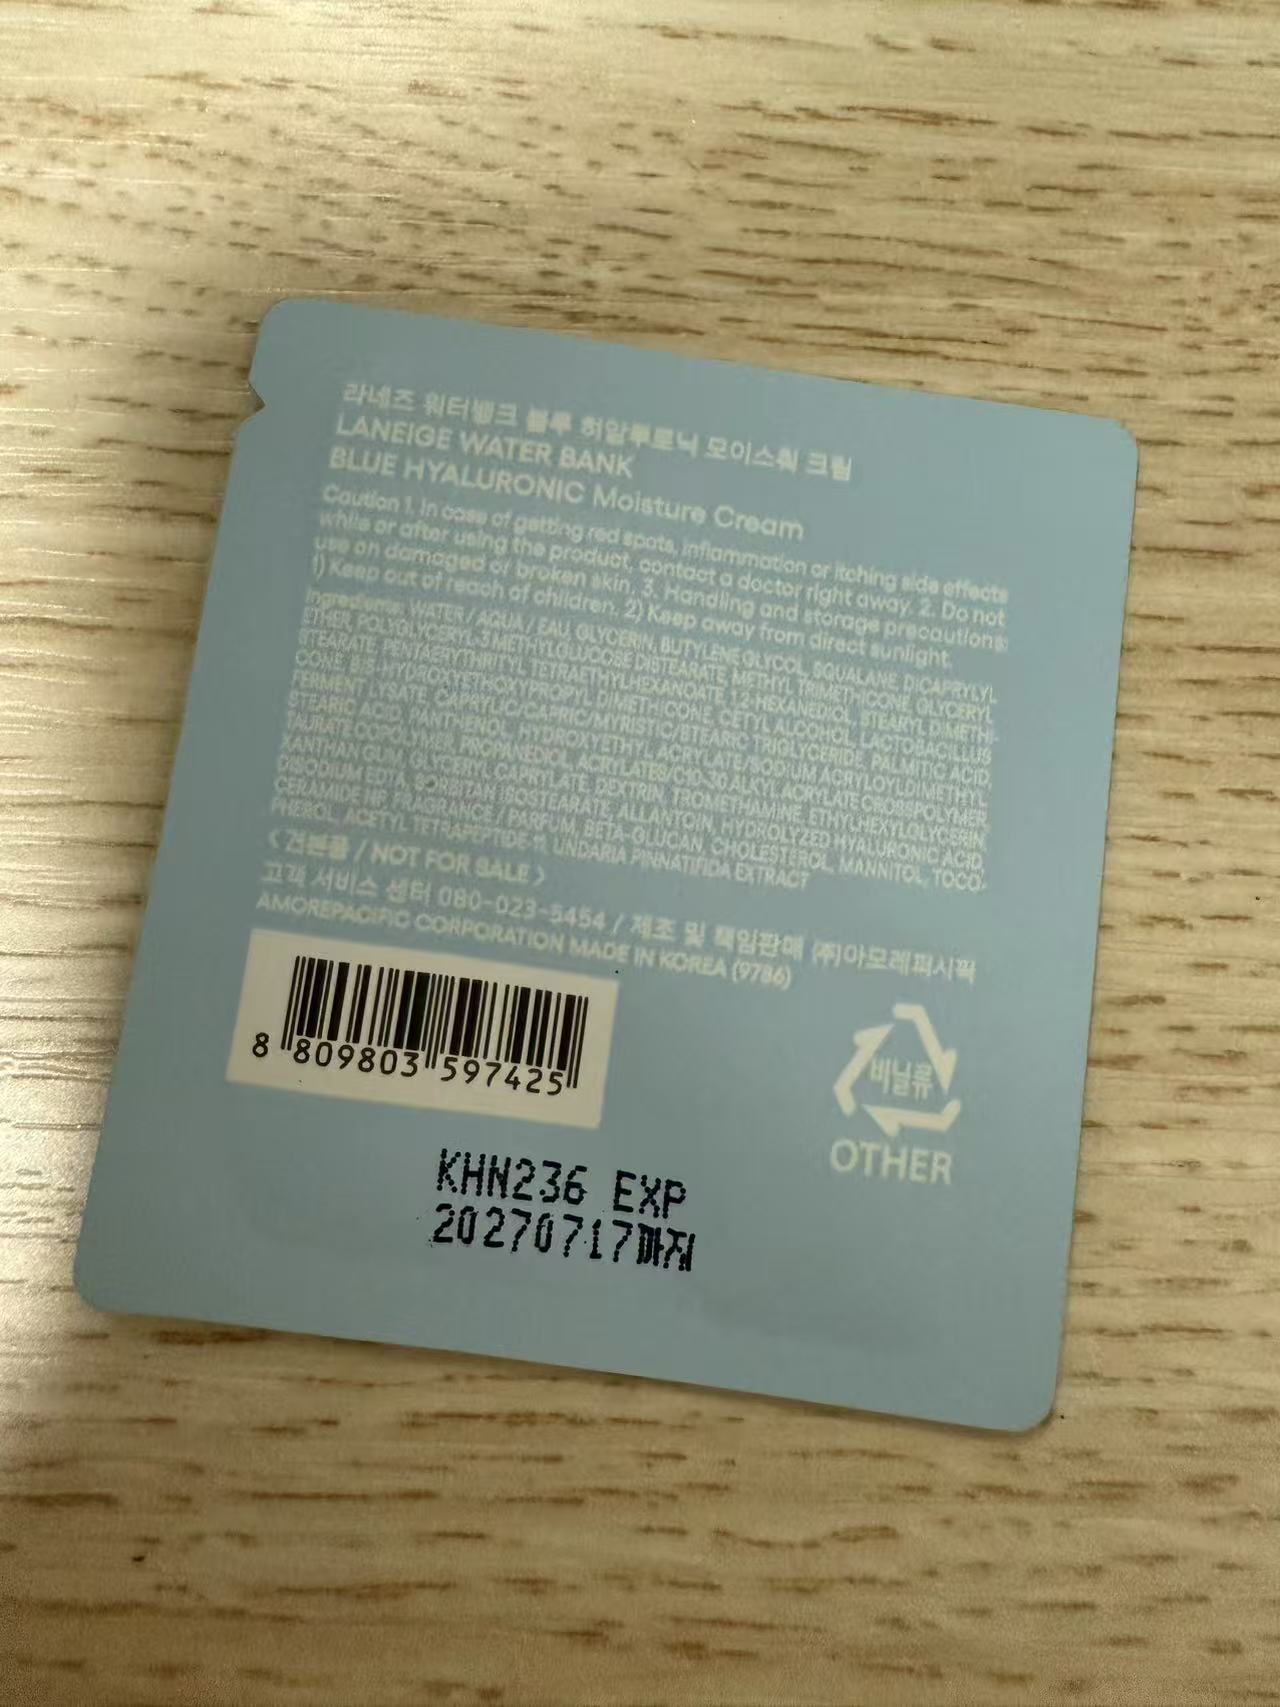 라네즈 워터뱅크 블루 히알루로닉 모이스춰 크림
LANEIGE WATER BANK
BLUE HYALURONIC Moisture Cream
Caution 1. In case of getting red spots, inflammation or itching side effects
while or after using the product, contact a doctor right away. 2. Do not
use on damaged or broken skin. 3. Handling and storage precautions:
1) Keep out of reach of children. 2) Keep away from direct sunlight.
Ingredients: WATER / AQUA / EAU, GLYCERIN, BUTYLENE GLYCOL, SQUALANE, DICAPRYLYL
ETHER, POLYGLYCERYL-3 METHYLGLUCOSE DISTEARATE, METHYL TRIMETHICONE, GLYCERYL
STEARATE, PENTAERYTHRITYL TETRAETHYLHEXANOATE, 1,2-HEXANEDIOL, STEARYL DIMETHI-
CONE, BIS-HYDROXYETHOXYPROPYL DIMETHICONE, CETYL ALCOHOL, LACTOBACILLUS
FERMENT LYSATE, CAPRYLIC/CAPRIC/MYRISTIC/STEARIC TRIGLYCERIDE, PALMITIC ACID,
STEARIC ACID, PANTHENOL, HYDROXYETHYL ACRYLATE/SODIUM ACRYLOYLDIMETHYL
TAURATE COPOLYMER, PROPANEDIOL, ACRYLATES/C10-30 ALKYL ACRYLATE CROSSPOLYMER,
XANTHAN GUM, GLYCERYL CAPRYLATE, DEXTRIN, TROMETHAMINE, ETHYLHEXYLGLYCERIN,
DISODIUM EDTA, SORBITAN ISOSTEARATE, ALLANTOIN, HYDROLYZED HYALURONIC ACID,
CERAMIDE NP, FRAGRANCE / PARFUM, BETA-GLUCAN, CHOLESTEROL, MANNITOL, TOCO-
PHEROL, ACETYL TETRAPEPTIDE-11, UNDARIA PINNATIFIDA EXTRACT
< 견본품 / NOT FOR SALE >
고객 서비스 센터 080-023-5454 / 제조 및 책임판매 (주)아모레퍼시픽
AMOREPACIFIC CORPORATION MADE IN KOREA (9786)
8 809803 597425
비닐류
OTHER
KHN236 EXP
20270717까지